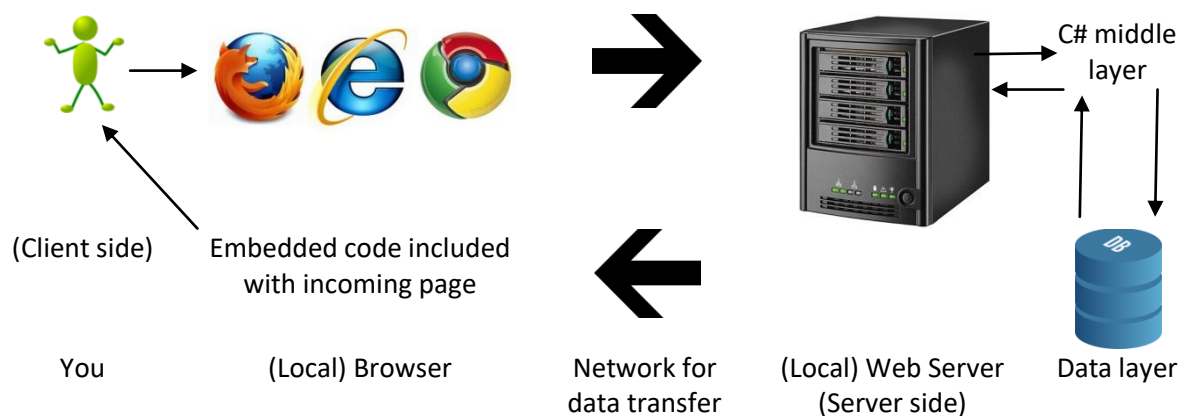 C# middle
layer
DB
(Client side)
Embedded code included
with incoming page
You
(Local) Browser
Network for
data transfer
(Local) Web Server
(Server side)
Data layer